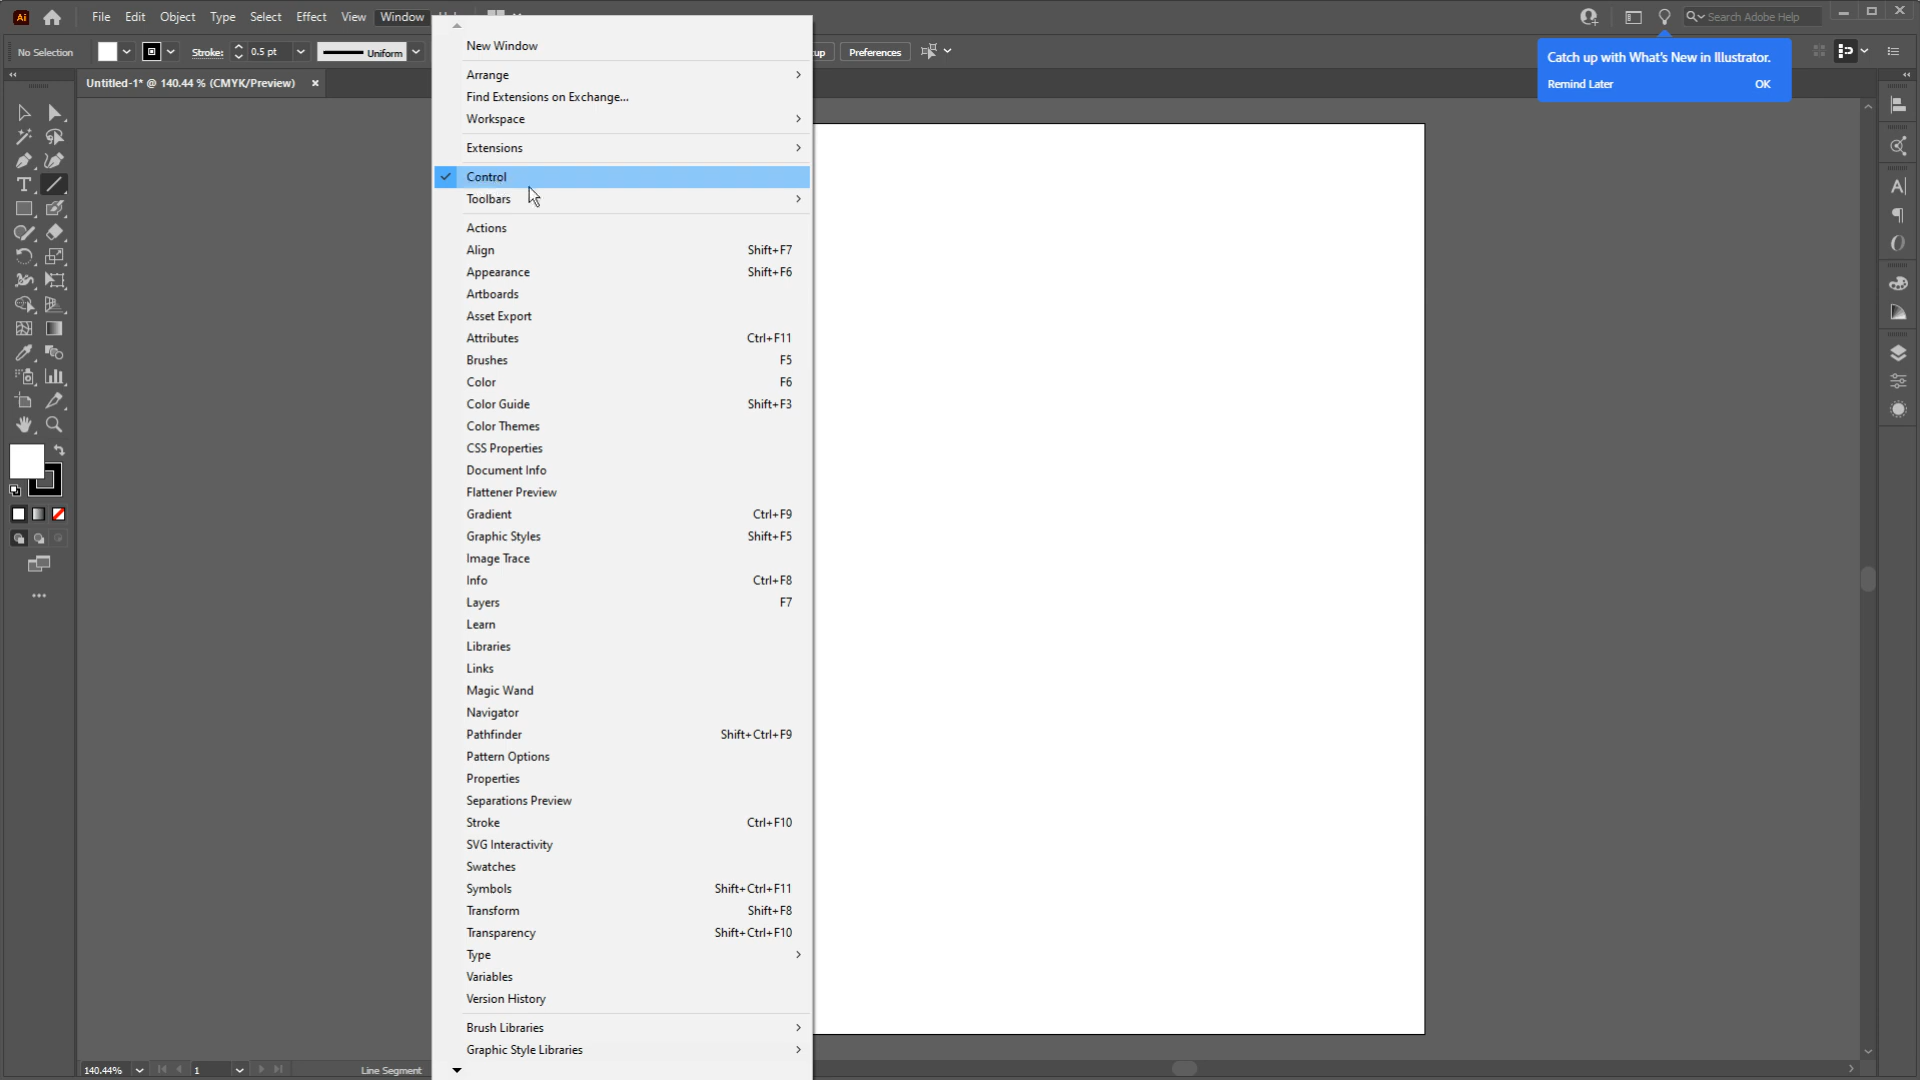 Ai
File Edit Object Type Select Effect View Window
Search Adobe Help
No Selection
Stroke: 0.5 pt
Uniform
Preferences
Catch up with What's New in Illustrator.
Remind Later OK
Untitled-1* @ 140.44 % (CMYK/Preview)
New Window
Arrange
Find Extensions on Exchange...
Workspace
Extensions
Control
Toolbars
Actions
Align Shift+F7
Appearance Shift+F6
Artboards
Asset Export
Attributes Ctrl+F11
Brushes F5
Color F6
Color Guide Shift+F3
Color Themes
CSS Properties
Document Info
Flattener Preview
Gradient Ctrl+F9
Graphic Styles Shift+F5
Image Trace
Info Ctrl+F8
Layers F7
Learn
Libraries
Links
Magic Wand
Navigator
Pathfinder Shift+Ctrl+F9
Pattern Options
Properties
Separations Preview
Stroke Ctrl+F10
SVG Interactivity
Swatches
Symbols Shift+Ctrl+F11
Transform Shift+F8
Transparency Shift+Ctrl+F10
Type
Variables
Version History
Brush Libraries
Graphic Style Libraries
140.44% 1 Line Segment